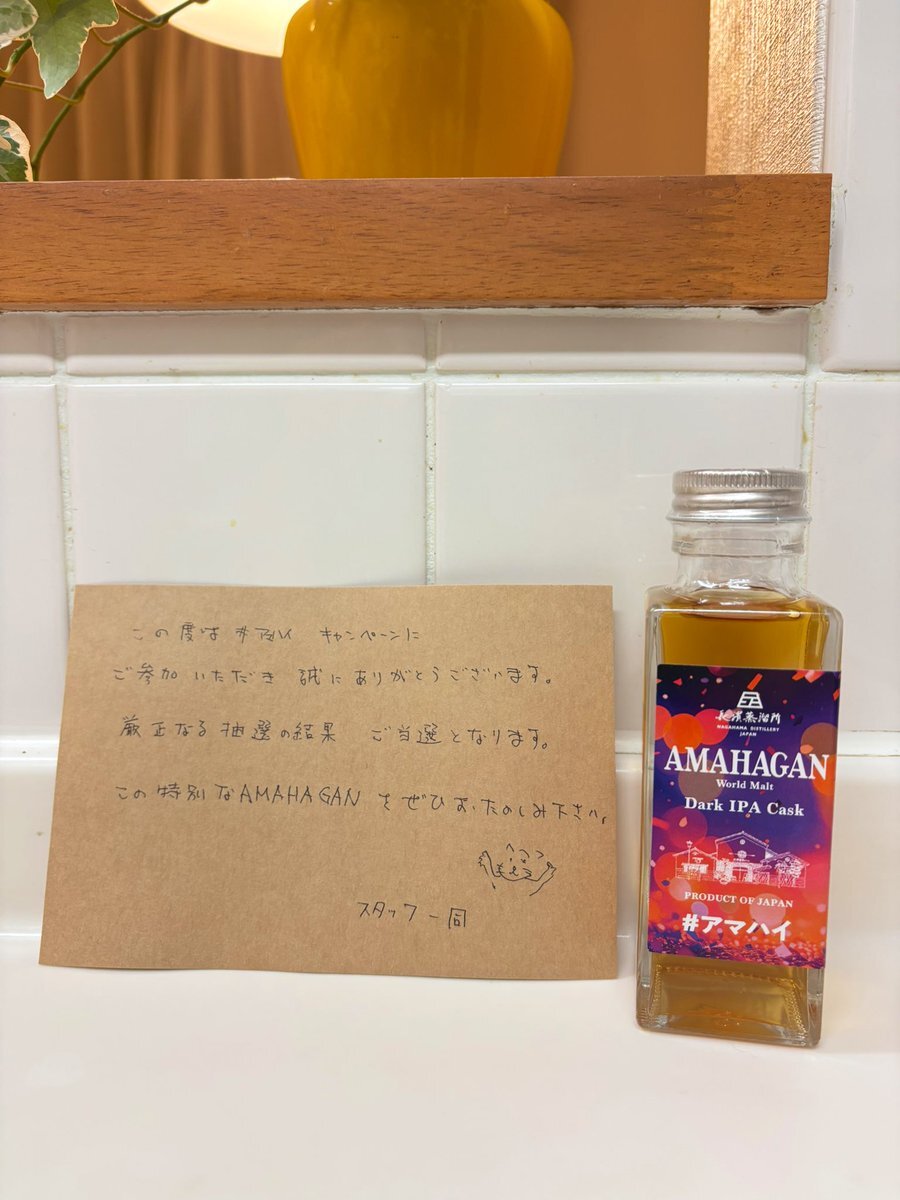 この度は #アマハイ キャンペーンに
ご参加いただき 誠にありがとうございます。
厳正なる抽選の結果 ご当選となります。
この特別なAMAHAGANをぜひおたのしみ下さい。
スタッフ一同
長濱蒸溜所
NAGAHAMA DISTILLERY
JAPAN
AMAHAGAN
World Malt
Dark IPA Cask
PRODUCT OF JAPAN
#アマハイ